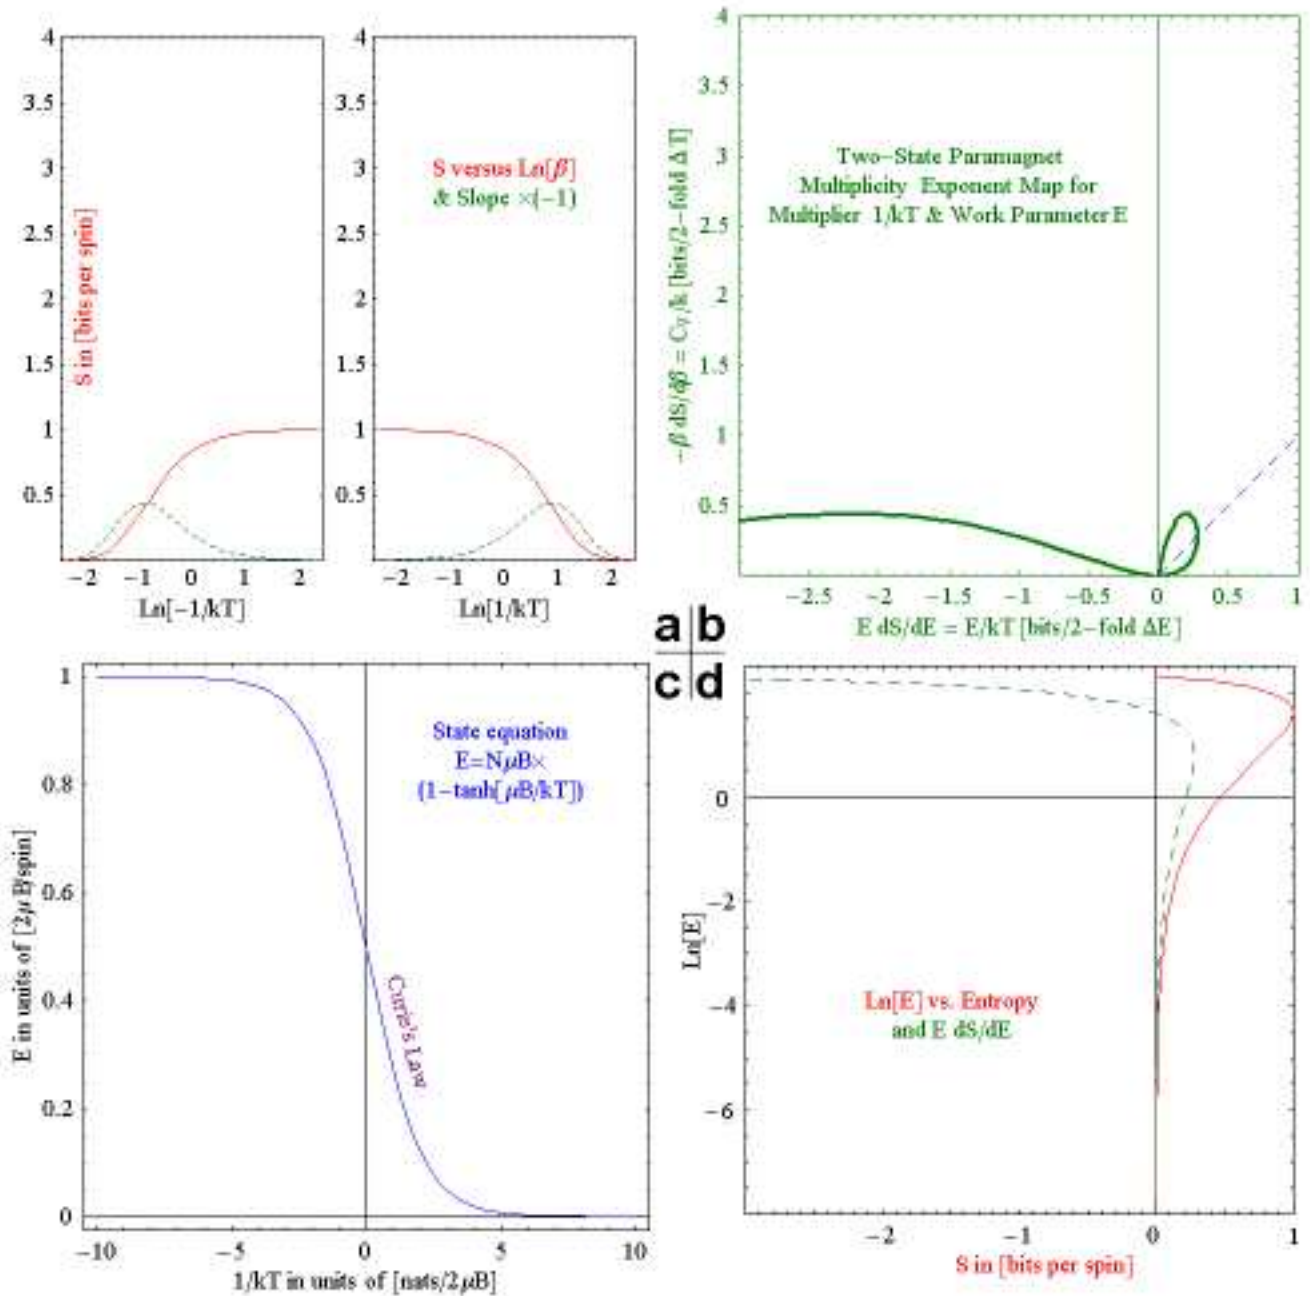 4
3.5
3
2.5
2
1.5
1
0.5
S in [bits per spin]
−2 −1 0 1 2
Ln[−1/kT]
4
3.5
3
2.5
2
1.5
1
0.5
S versus Ln[β]
& Slope ×(−1)
−2 −1 0 1 2
Ln[1/kT]
4
3.5
3
2.5
2
1.5
1
0.5
−β dS/dβ = Cv/k [bits/2−fold ΔT]
Two−State Paramagnet
Multiplicity Exponent Map for
Multiplier 1/kT & Work Parameter E
−2.5 −2 −1.5 −1 −0.5 0 0.5 1
E dS/dE = E/kT [bits/2−fold ΔE]
a b
c d
1
0.8
0.6
0.4
0.2
0
E in units of [2μB/spin]
State equation
E=NμB×
(1−tanh[μB/kT])
Curie's Law
−10 −5 0 5 10
1/kT in units of [nats/2μB]
0
−2
−4
−6
Ln[E]
Ln[E] vs. Entropy
and E dS/dE
−2 −1 0 1
S in [bits per spin]